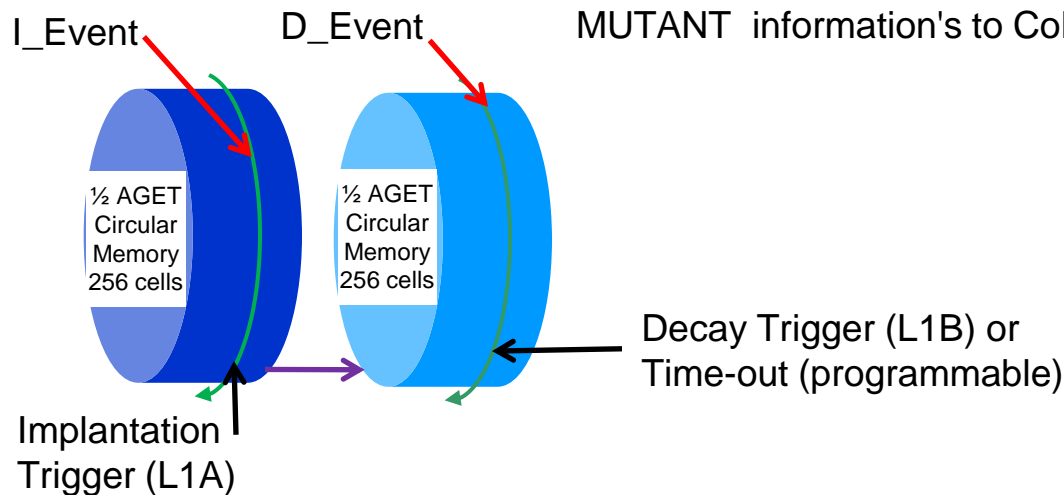 I_Event
D_Event
MUTANT information's to
½ AGET
Circular
Memory
256 cells
½ AGET
Circular
Memory
256 cells
Decay Trigger (L1B) or
Time-out (programmable)
Implantation
Trigger (L1A)